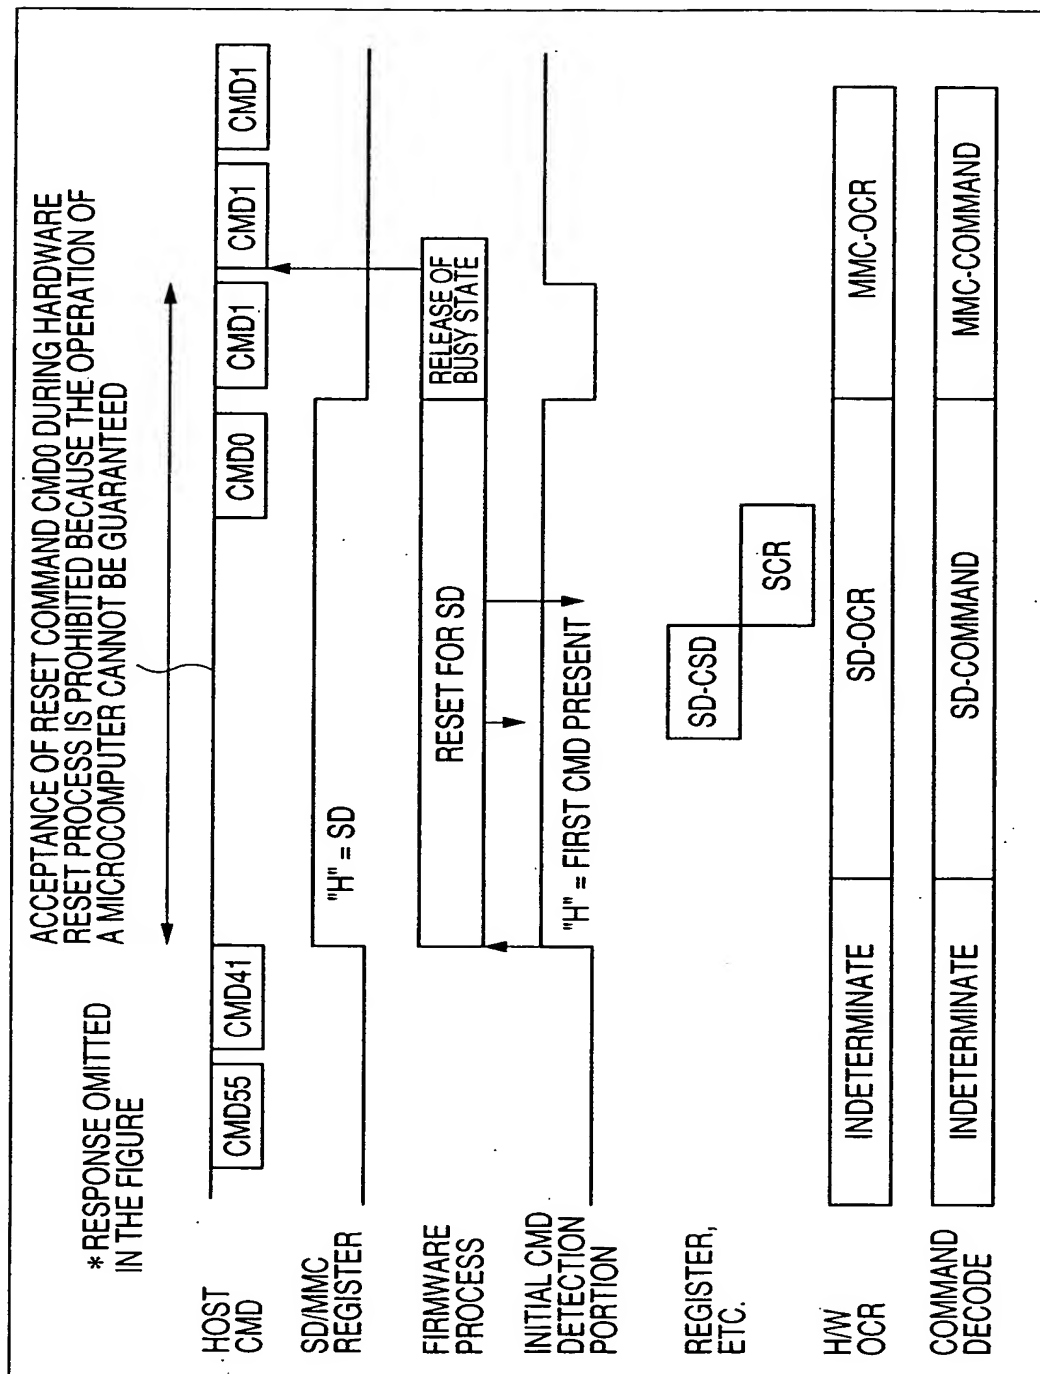 ACCEPTANCE OF RESET COMMAND CMD0 DURING HARDWARE
RESET PROCESS IS PROHIBITED BECAUSE THE OPERATION OF
A MICROCOMPUTER CANNOT BE GUARANTEED
* RESPONSE OMITTED
IN THE FIGURE
HOST
CMD
CMD55
CMD41
CMD0
CMD1
CMD1
CMD1
SD/MMC
REGISTER
"H" = SD
FIRMWARE
PROCESS
RESET FOR SD
RELEASE OF
BUSY STATE
INITIAL CMD
DETECTION
PORTION
"H" = FIRST CMD PRESENT
REGISTER,
ETC.
SD-CSD
SCR
H/W
OCR
INDETERMINATE
SD-OCR
MMC-OCR
COMMAND
DECODE
INDETERMINATE
SD-COMMAND
MMC-COMMAND